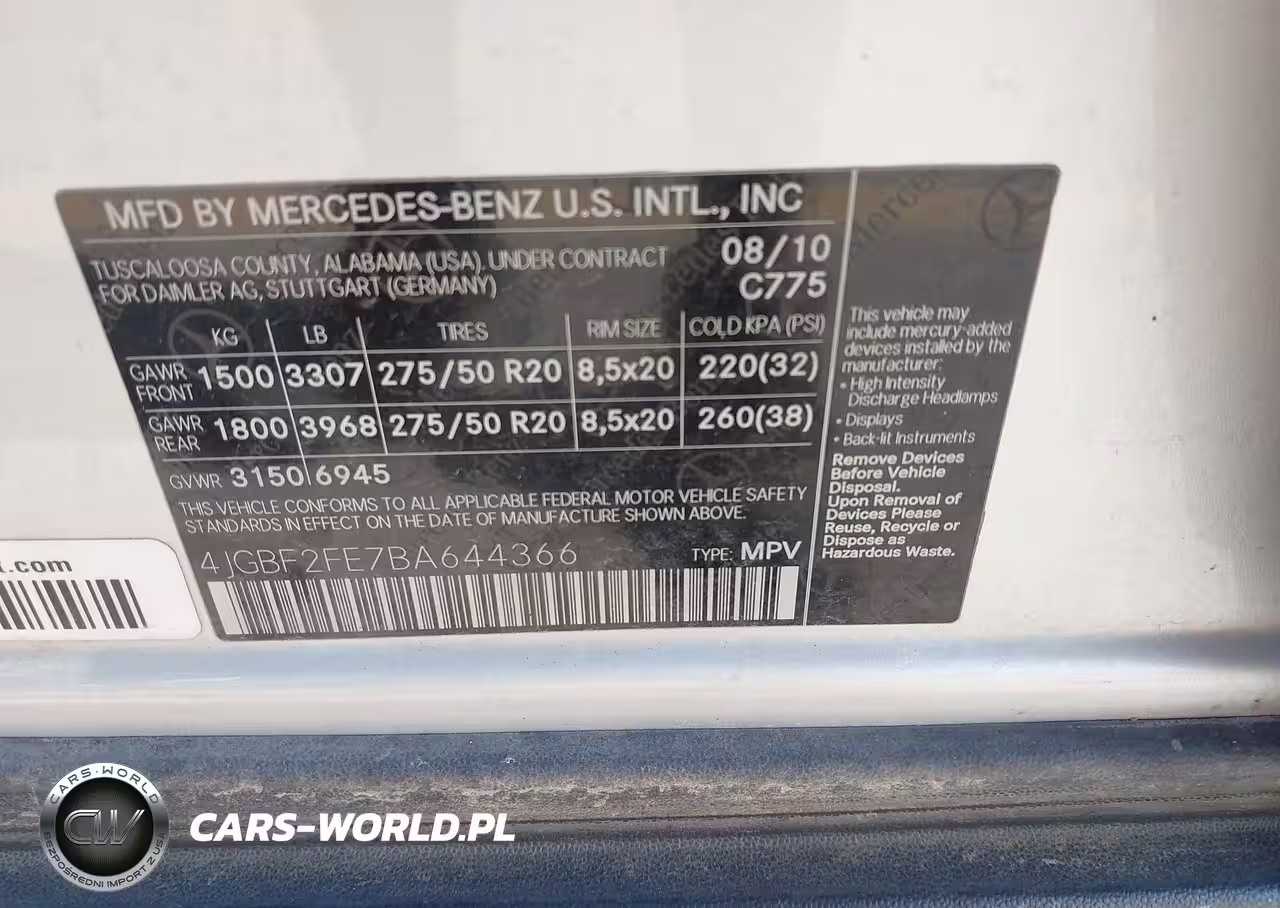 MFD BY MERCEDES-BENZ U.S. INTL., INC
TUSCALOOSA COUNTY, ALABAMA (USA), UNDER CONTRACT
FOR DAIMLER AG, STUTTGART (GERMANY)
08/10
C775
KG LB TIRES RIM SIZE COLD KPA (PSI)
GAWR FRONT 1500 3307 275/50 R20 8,5x20 220(32)
GAWR REAR 1800 3968 275/50 R20 8,5x20 260(38)
GVWR 3150 6945
THIS VEHICLE CONFORMS TO ALL APPLICABLE FEDERAL MOTOR VEHICLE SAFETY
STANDARDS IN EFFECT ON THE DATE OF MANUFACTURE SHOWN ABOVE.
4JGBF2FE7BA644366 TYPE: MPV
This vehicle may
include mercury-added
devices installed by the
manufacturer:
• High Intensity
Discharge Headlamps
• Displays
• Back-lit Instruments
Remove Devices
Before Vehicle
Disposal.
Upon Removal of
Devices Please
Reuse, Recycle or
Dispose as
Hazardous Waste.
t.com
CARS-WORLD
CW
BEZPOŚREDNI IMPORT Z USA
CARS-WORLD.PL